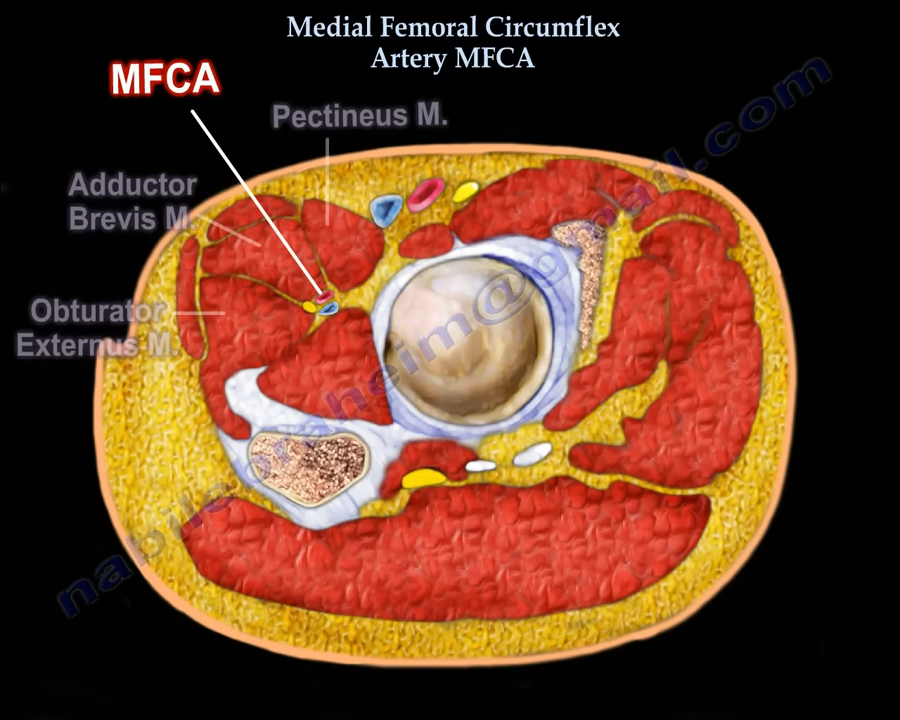 Medial Femoral Circumflex
Artery MFCA
MFCA
Pectineus M.
Adductor
Brevis M.
Obturator
Externus M.
nabilebraheim@gmail.com